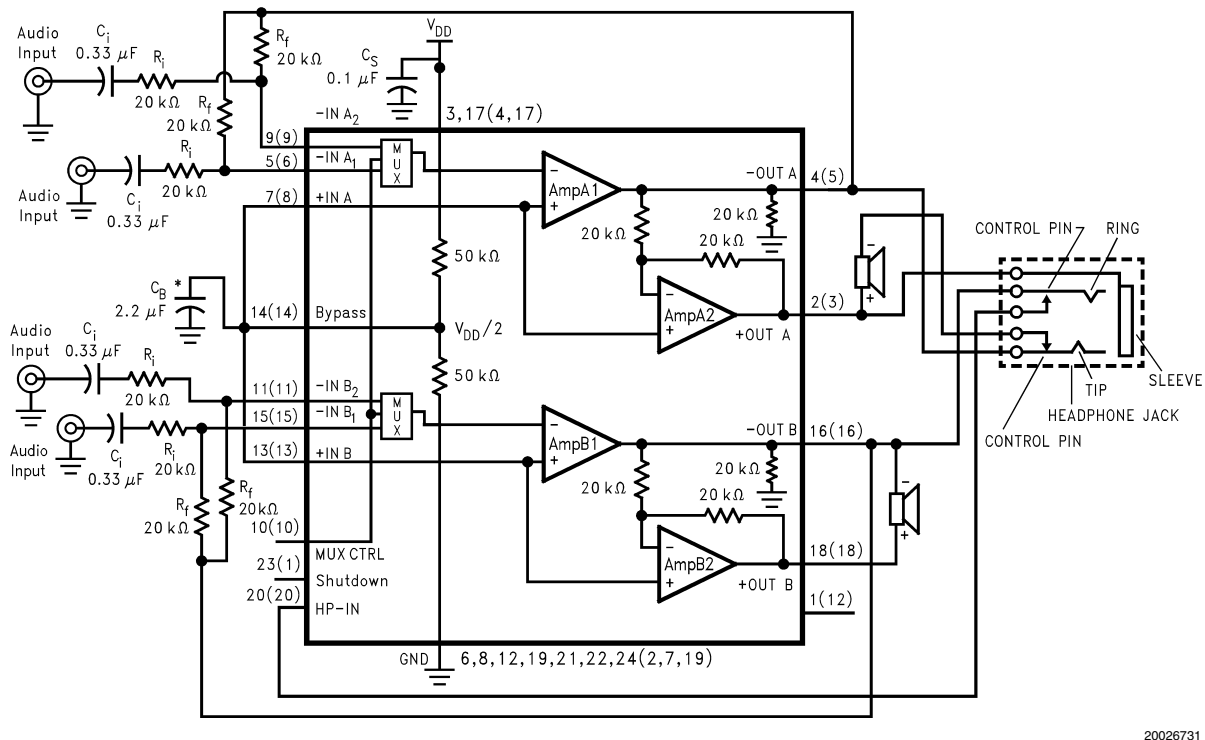 Audio
Input
C_i
0.33 μF
R_i
20 kΩ
R_f
20 kΩ
R_f
20 kΩ
V_DD
C_S
0.1 μF
3,17(4,17)
-IN A_2
9(9)
5(6)
-IN A_1
7(8)
+IN A
MUX
R_i
20 kΩ
Audio
Input
C_i
0.33 μF
AmpA1
-
+
-OUT A
4(5)
20 kΩ
20 kΩ
20 kΩ
50 kΩ
AmpA2
-
+
+OUT A
2(3)
-
+
CONTROL PIN
RING
TIP
SLEEVE
HEADPHONE JACK
CONTROL PIN
C_B *
2.2 μF
14(14)
Bypass
V_DD/2
50 kΩ
Audio
Input
C_i
0.33 μF
R_i
20 kΩ
11(11)
-IN B_2
15(15)
-IN B_1
13(13)
+IN B
MUX
Audio
Input
C_i
0.33 μF
R_i
20 kΩ
R_f
20 kΩ
R_f
20kΩ
AmpB1
-
+
-OUT B
16(16)
20 kΩ
20 kΩ
20 kΩ
AmpB2
-
+
+OUT B
18(18)
-
+
10(10)
MUX CTRL
23(1)
Shutdown
20(20)
HP-IN
1(12)
GND
6,8,12,19,21,22,24(2,7,19)
20026731